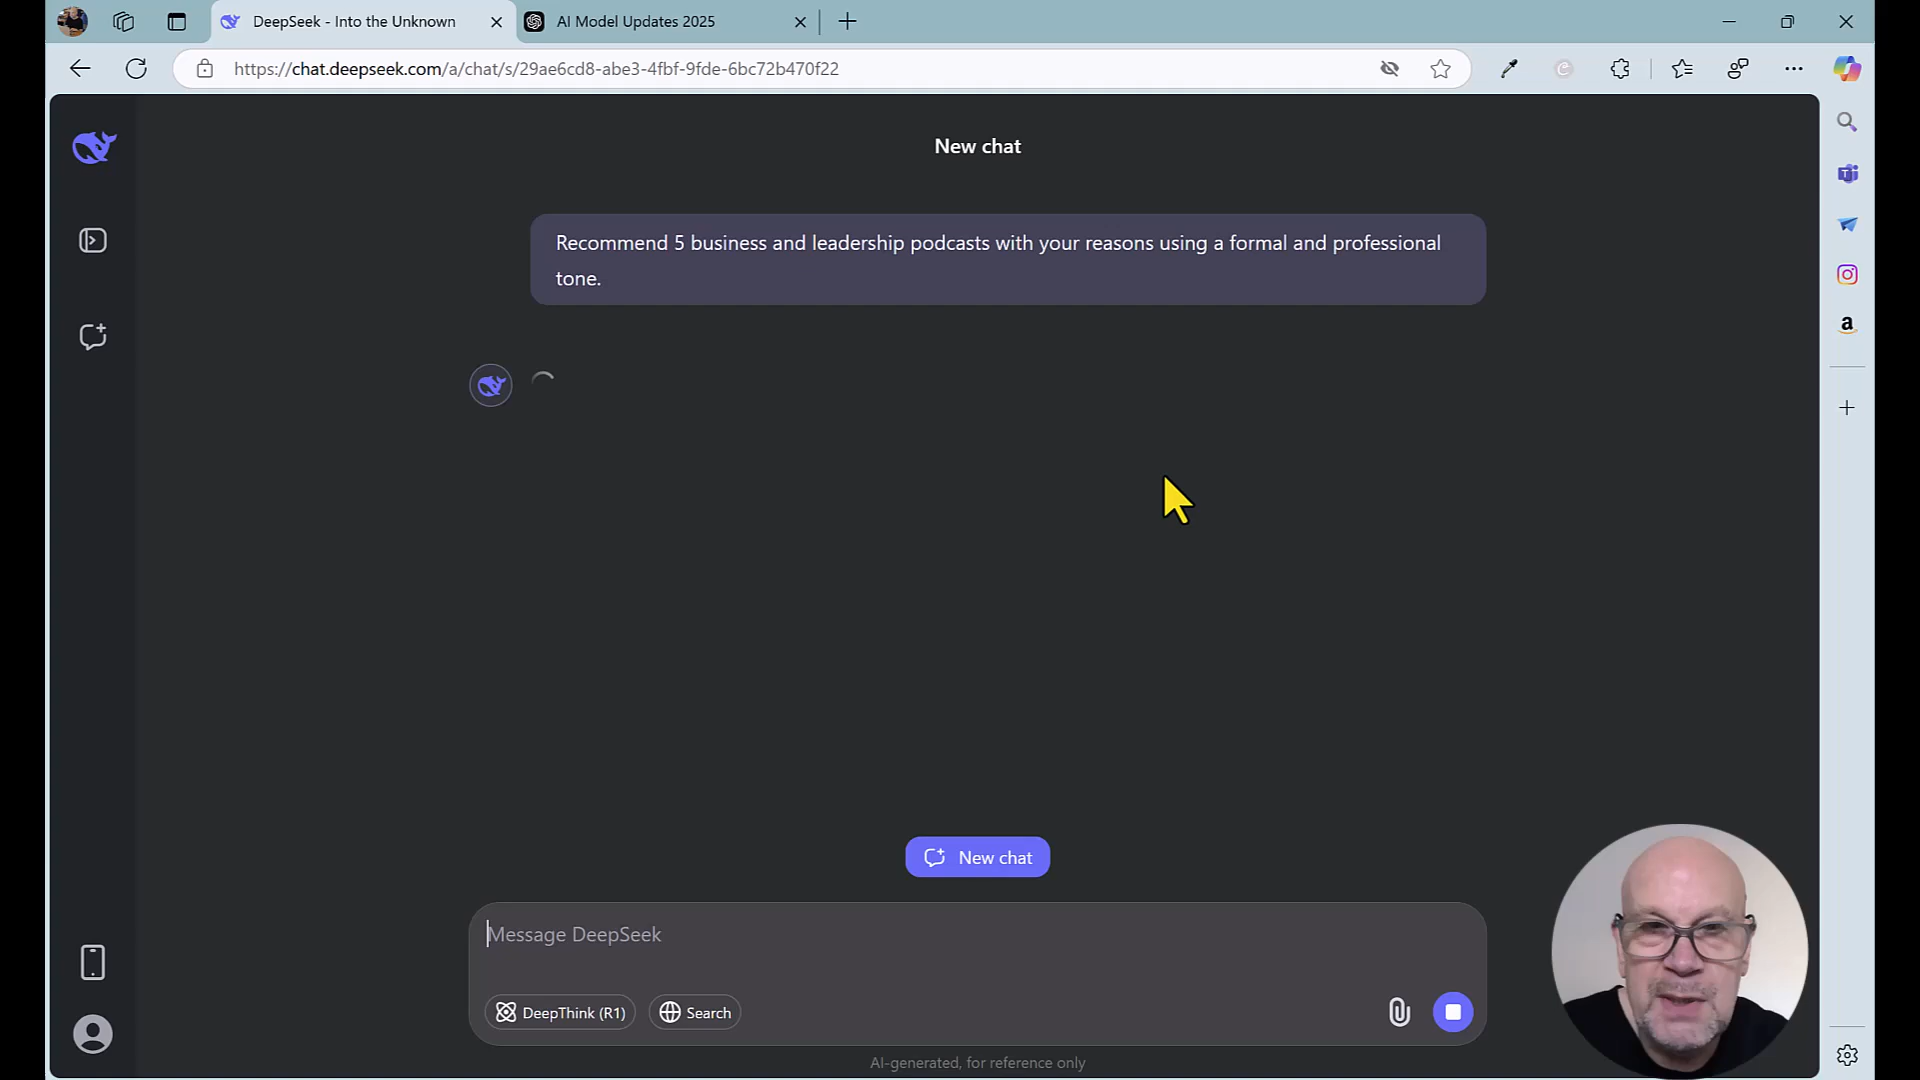 DeepSeek - Into the Unknown
AI Model Updates 2025
https://chat.deepseek.com/a/chat/s/29ae6cd8-abe3-4fbf-9fde-6bc72b470f22
New chat
Recommend 5 business and leadership podcasts with your reasons using a formal and professional
tone.
New chat
Message DeepSeek
DeepThink (R1)
Search
AI-generated, for reference only